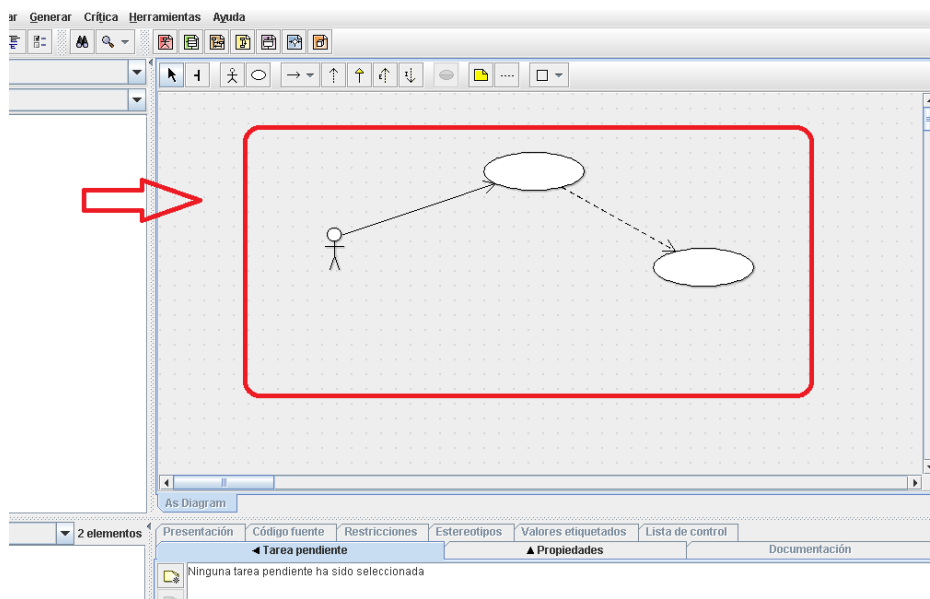 ar Generar Crítica Herramientas Ayuda
As Diagram
2 elementos
Presentación Código fuente Restricciones Estereotipos Valores etiquetados Lista de control
Tarea pendiente Propiedades Documentación
Ninguna tarea pendiente ha sido seleccionada